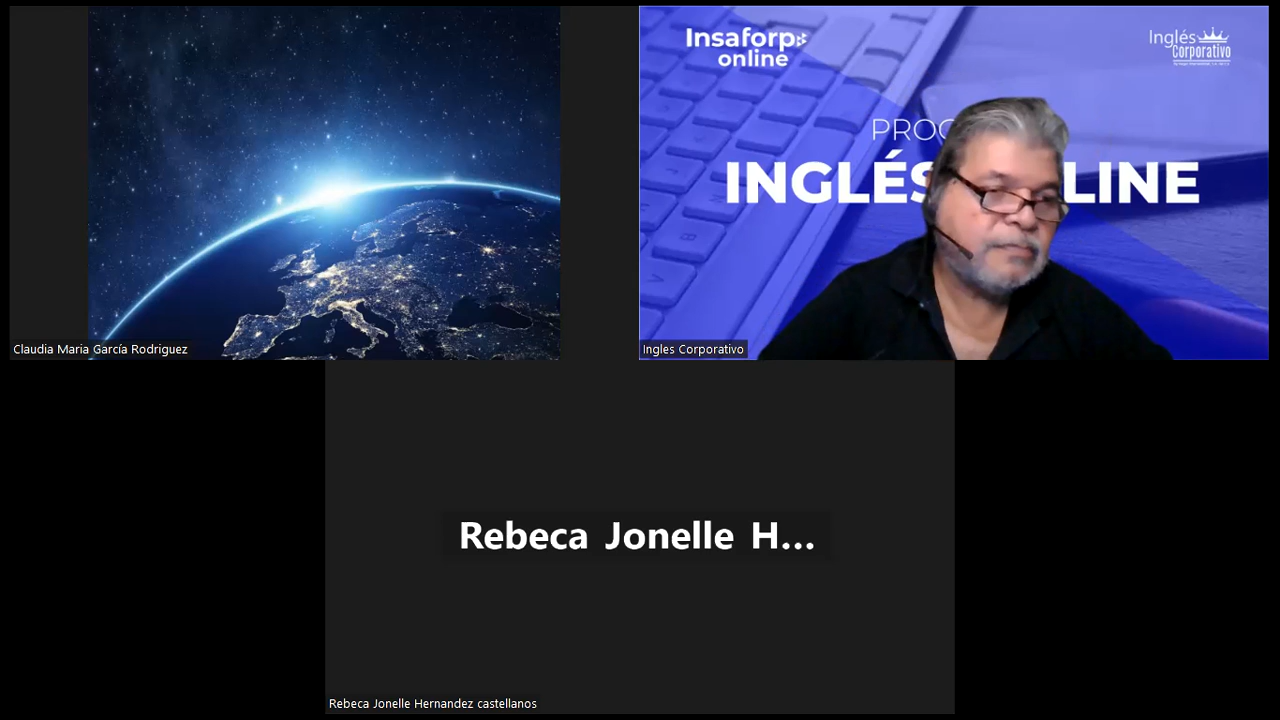 Claudia Maria García Rodriguez
Insaforp
online
Inglés
Corporativo
PROG
INGLÉS LINE
Ingles Corporativo
Rebeca Jonelle H...
Rebeca Jonelle Hernandez castellanos